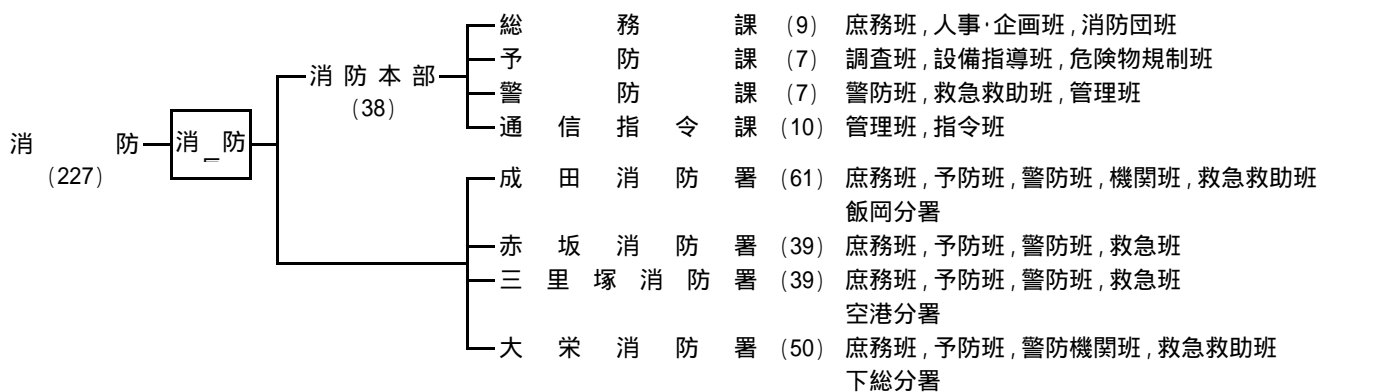 総務課 (9) 庶務班,人事・企画班,消防団班
予防課 (7) 調査班,設備指導班,危険物規制班
消防本部
(38)
警防課 (7) 警防班,救急救助班,管理班
通信指令課 (10) 管理班,指令班
消防
(227)
消防
成田消防署 (61) 庶務班,予防班,警防班,機関班,救急救助班
飯岡分署
赤坂消防署 (39) 庶務班,予防班,警防班,救急班
三里塚消防署 (39) 庶務班,予防班,警防班,救急班
空港分署
大栄消防署 (50) 庶務班,予防班,警防機関班,救急救助班
下総分署